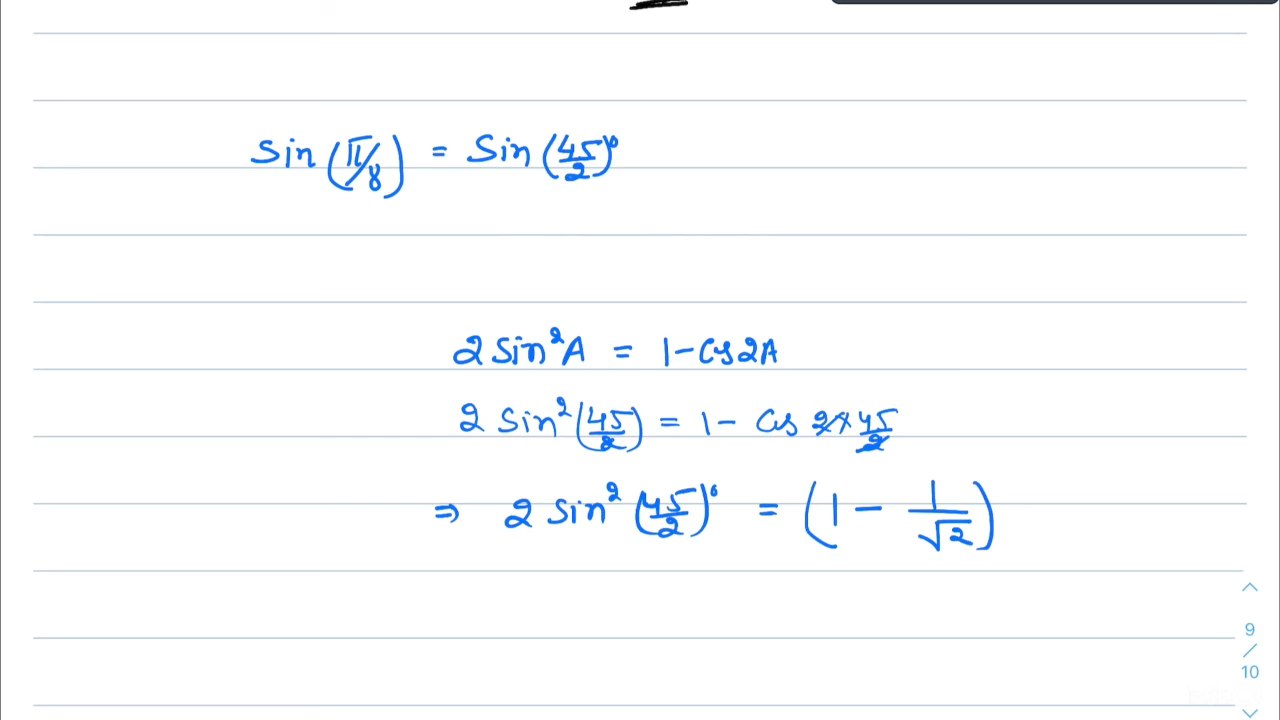 Sin (π/8) = Sin (45/2)°
2 Sin²A = 1 - Cos 2A
2 Sin² (45/2) = 1 - Cos 2 × 45/2
⇒ 2 Sin² (45/2)° = (1 - 1/√2)
9
/
10